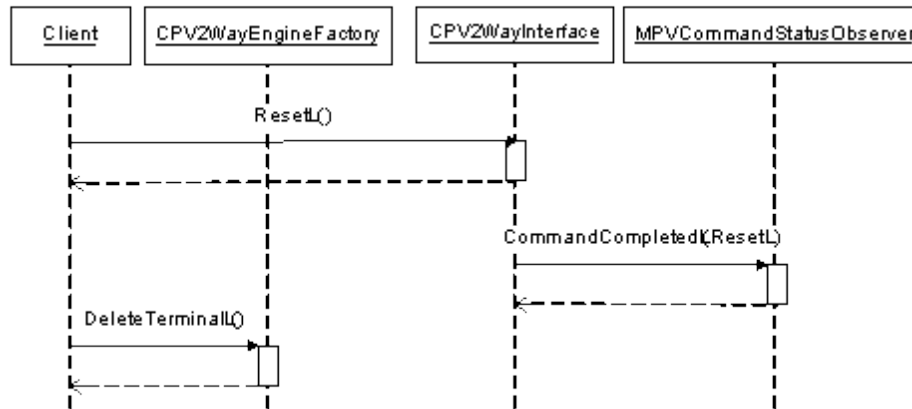 Client CPV2WayEngineFactory CPV2WayInterface MPVCommandStatusObserver
ResetL()
CommandCompletedL(ResetL)
DeleteTerminalL()